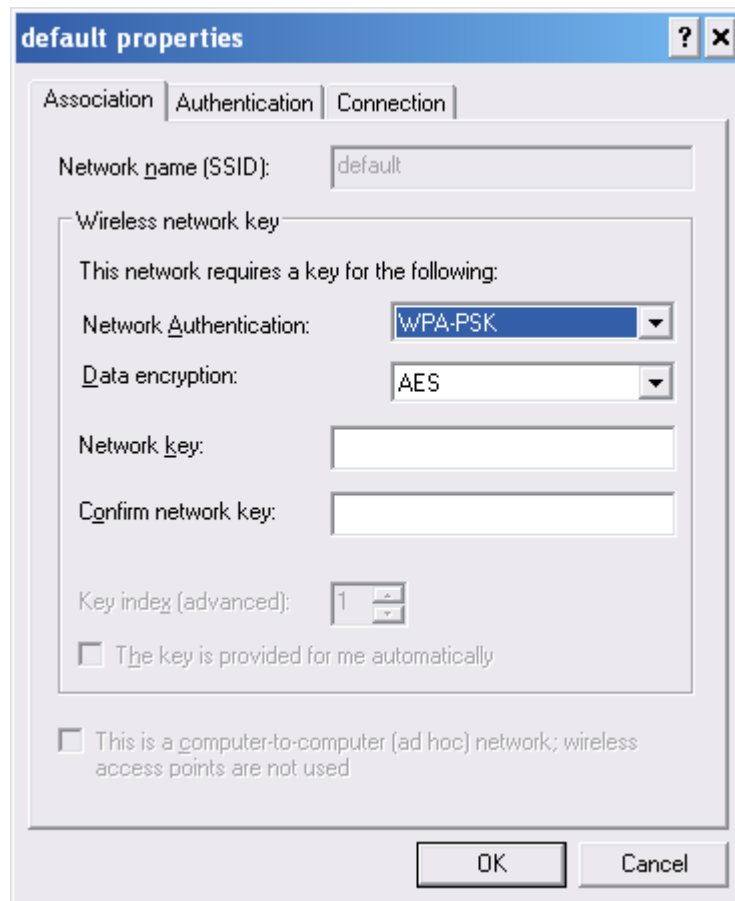 default properties
Association Authentication Connection
Network name (SSID): default
Wireless network key
This network requires a key for the following:
Network Authentication: WPA-PSK
Data encryption: AES
Network key:
Confirm network key:
Key index (advanced): 1
The key is provided for me automatically
This is a computer-to-computer (ad hoc) network; wireless
access points are not used
OK Cancel